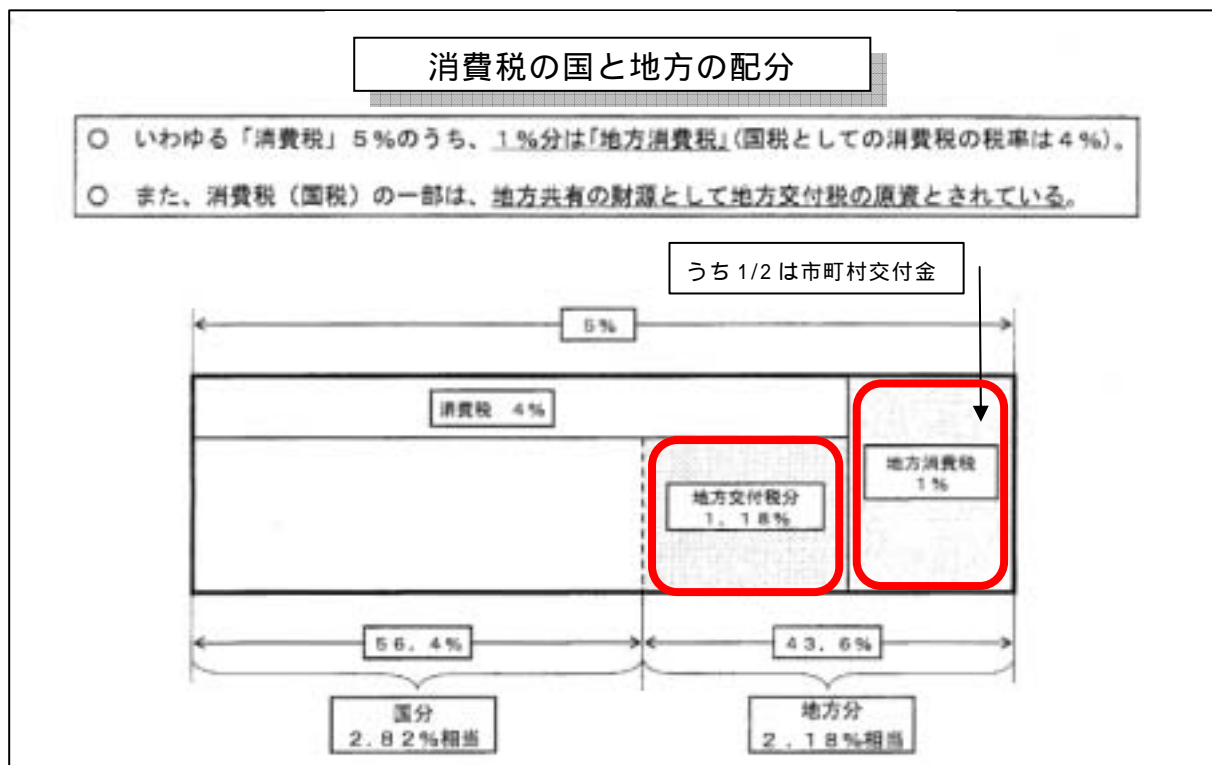 消費税の国と地方の配分
○ いわゆる「消費税」5%のうち、1%分は「地方消費税」(国税としての消費税の税率は4%)。
○ また、消費税(国税)の一部は、地方共有の財源として地方交付税の原資とされている。
うち 1/2 は市町村交付金
5%
消費税 4%
地方消費税
1%
地方交付税分
1.18%
56.4%
43.6%
国分
2.82%相当
地方分
2.18%相当